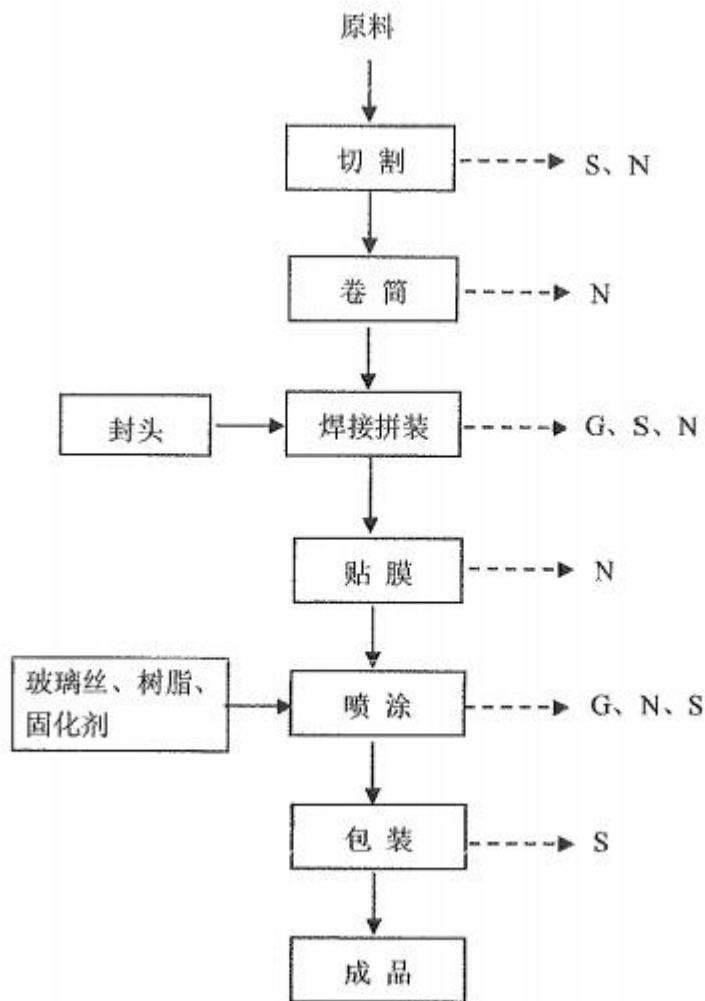 原料
切割
S、N
卷筒
N
封头
焊接拼装
G、S、N
贴膜
N
玻璃丝、树脂、
固化剂
喷涂
G、N、S
包装
S
成品